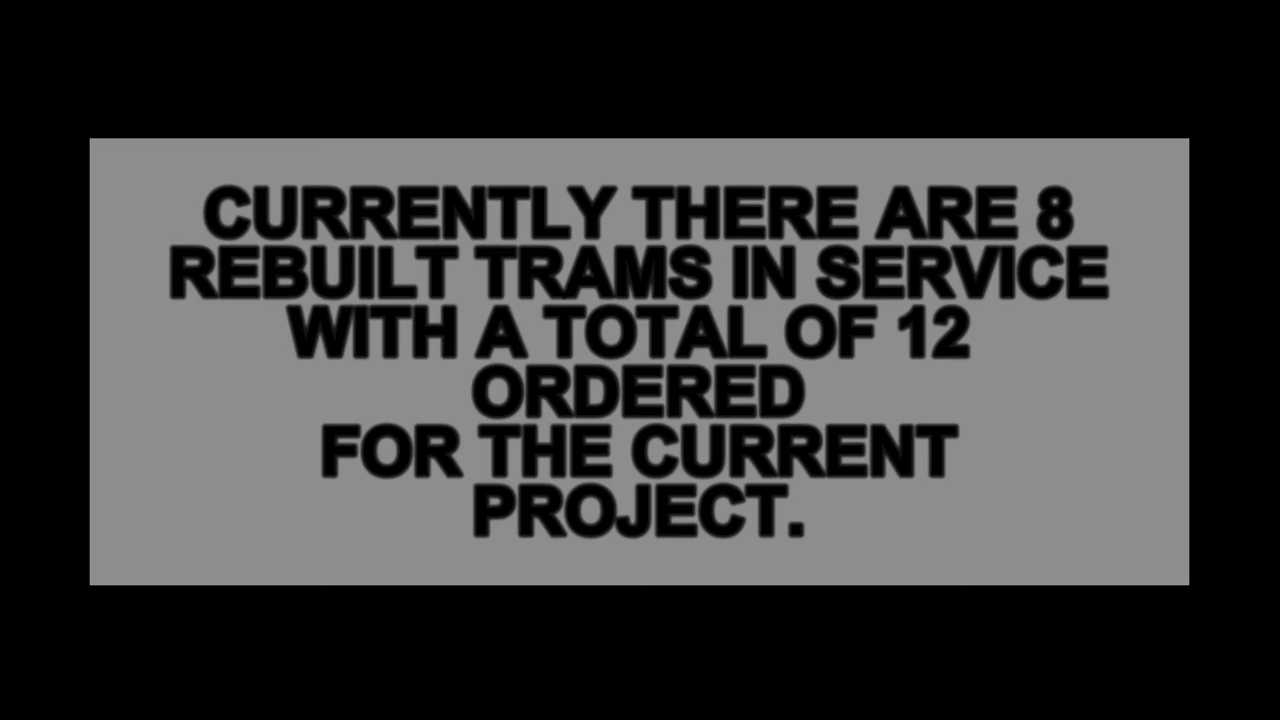 CURRENTLY THERE ARE 8
REBUILT TRAMS IN SERVICE
WITH A TOTAL OF 12
ORDERED
FOR THE CURRENT
PROJECT.